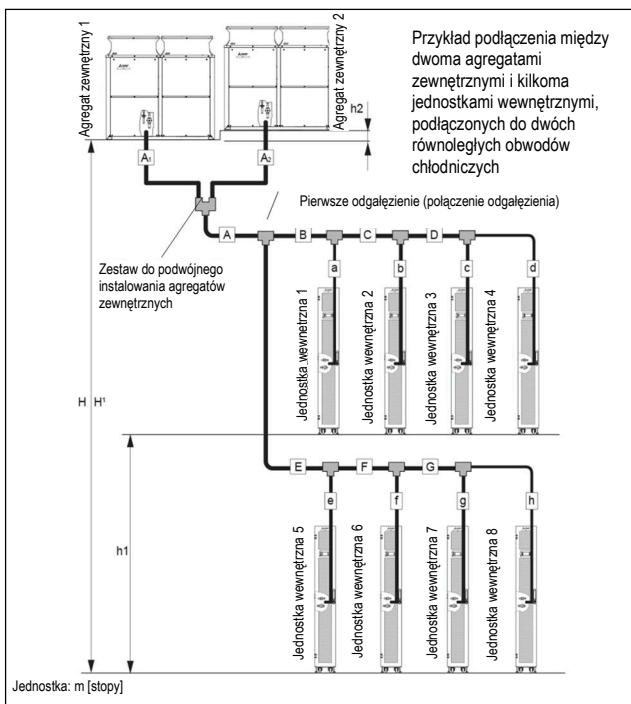 Agregat zewnętrzny 1
Agregat zewnętrzny 2
Przykład podłączenia między
dwoma agregatami
zewnętrznymi i kilkoma
jednostkami wewnętrznymi,
podłączonych do dwóch
równoległych obwodów
chłodniczych
h2
A1
A2
Pierwsze odgałęzienie (połączenie odgałęzienia)
A
B
C
D
Zestaw do podwójnego
instalowania agregatów
zewnętrznych
a
b
c
d
Jednostka wewnętrzna 1
Jednostka wewnętrzna 2
Jednostka wewnętrzna 3
Jednostka wewnętrzna 4
H
H¹
h1
E
F
G
e
f
g
h
Jednostka wewnętrzna 5
Jednostka wewnętrzna 6
Jednostka wewnętrzna 7
Jednostka wewnętrzna 8
Jednostka: m [stopy]